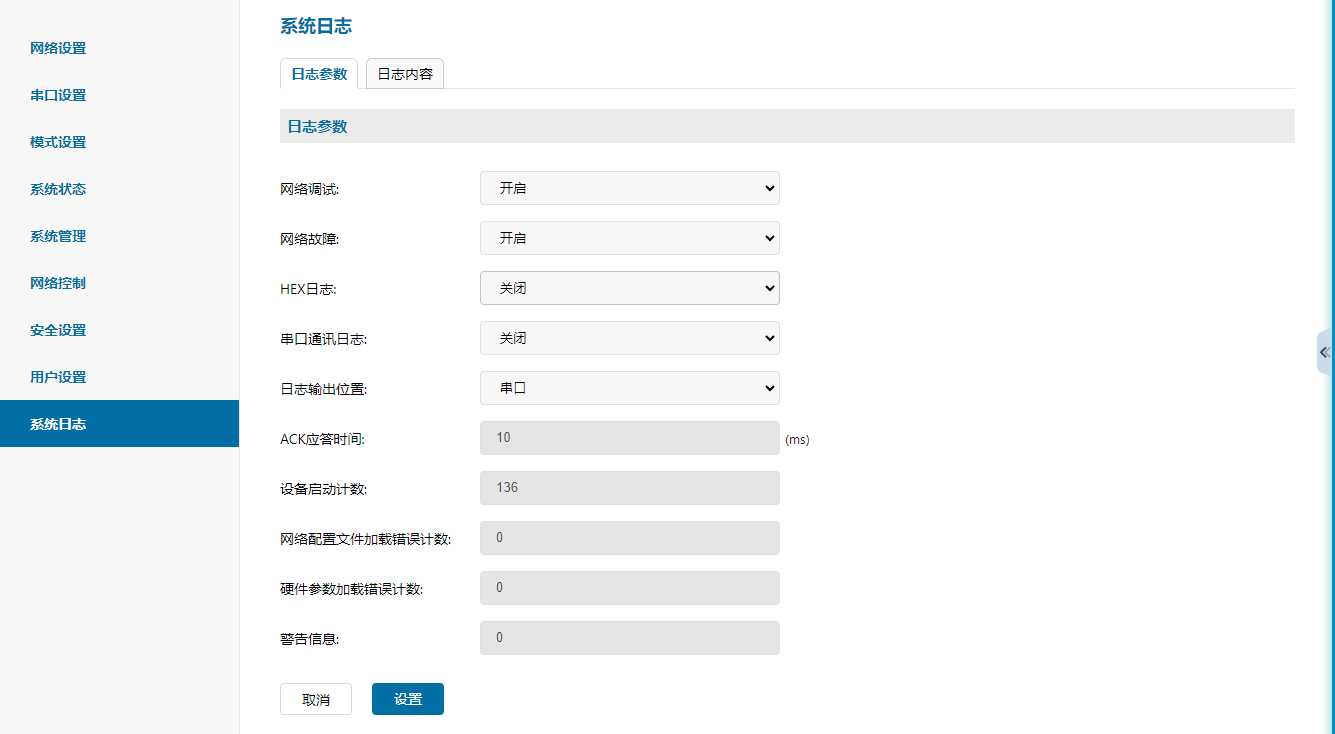 系统日志
网络设置
串口设置
模式设置
系统状态
系统管理
网络控制
安全设置
用户设置
系统日志
日志参数 日志内容
日志参数
网络调试: 开启
网络故障: 开启
HEX日志: 关闭
串口通讯日志: 关闭
日志输出位置: 串口
ACK应答时间: 10 (ms)
设备启动计数: 136
网络配置文件加载错误计数: 0
硬件参数加载错误计数: 0
警告信息: 0
取消 设置